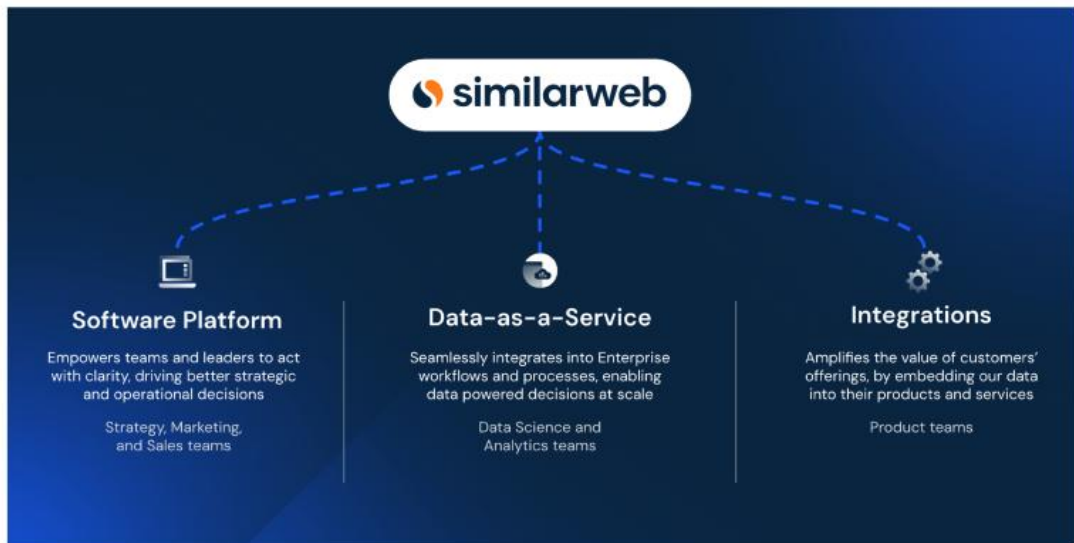 similarweb
Software Platform
Empowers teams and leaders to act
with clarity, driving better strategic
and operational decisions
Strategy, Marketing,
and Sales teams
Data-as-a-Service
Seamlessly integrates into Enterprise
workflows and processes, enabling
data powered decisions at scale
Data Science and
Analytics teams
Integrations
Amplifies the value of customers’
offerings, by embedding our data
into their products and services
Product teams